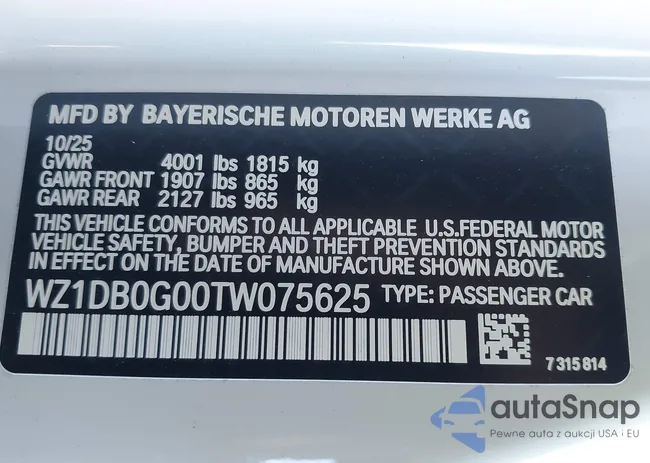 MFD BY BAYERISCHE MOTOREN WERKE AG
10/25
GVWR 4001 lbs 1815 kg
GAWR FRONT 1907 lbs 865 kg
GAWR REAR 2127 lbs 965 kg
THIS VEHICLE CONFORMS TO ALL APPLICABLE U.S.FEDERAL MOTOR
VEHICLE SAFETY, BUMPER AND THEFT PREVENTION STANDARDS
IN EFFECT ON THE DATE OF MANUFACTURE SHOWN ABOVE.
WZ1DB0G00TW075625 TYPE: PASSENGER CAR
7 315 814
autaSnap
Pewne auta z aukcji USA i EU